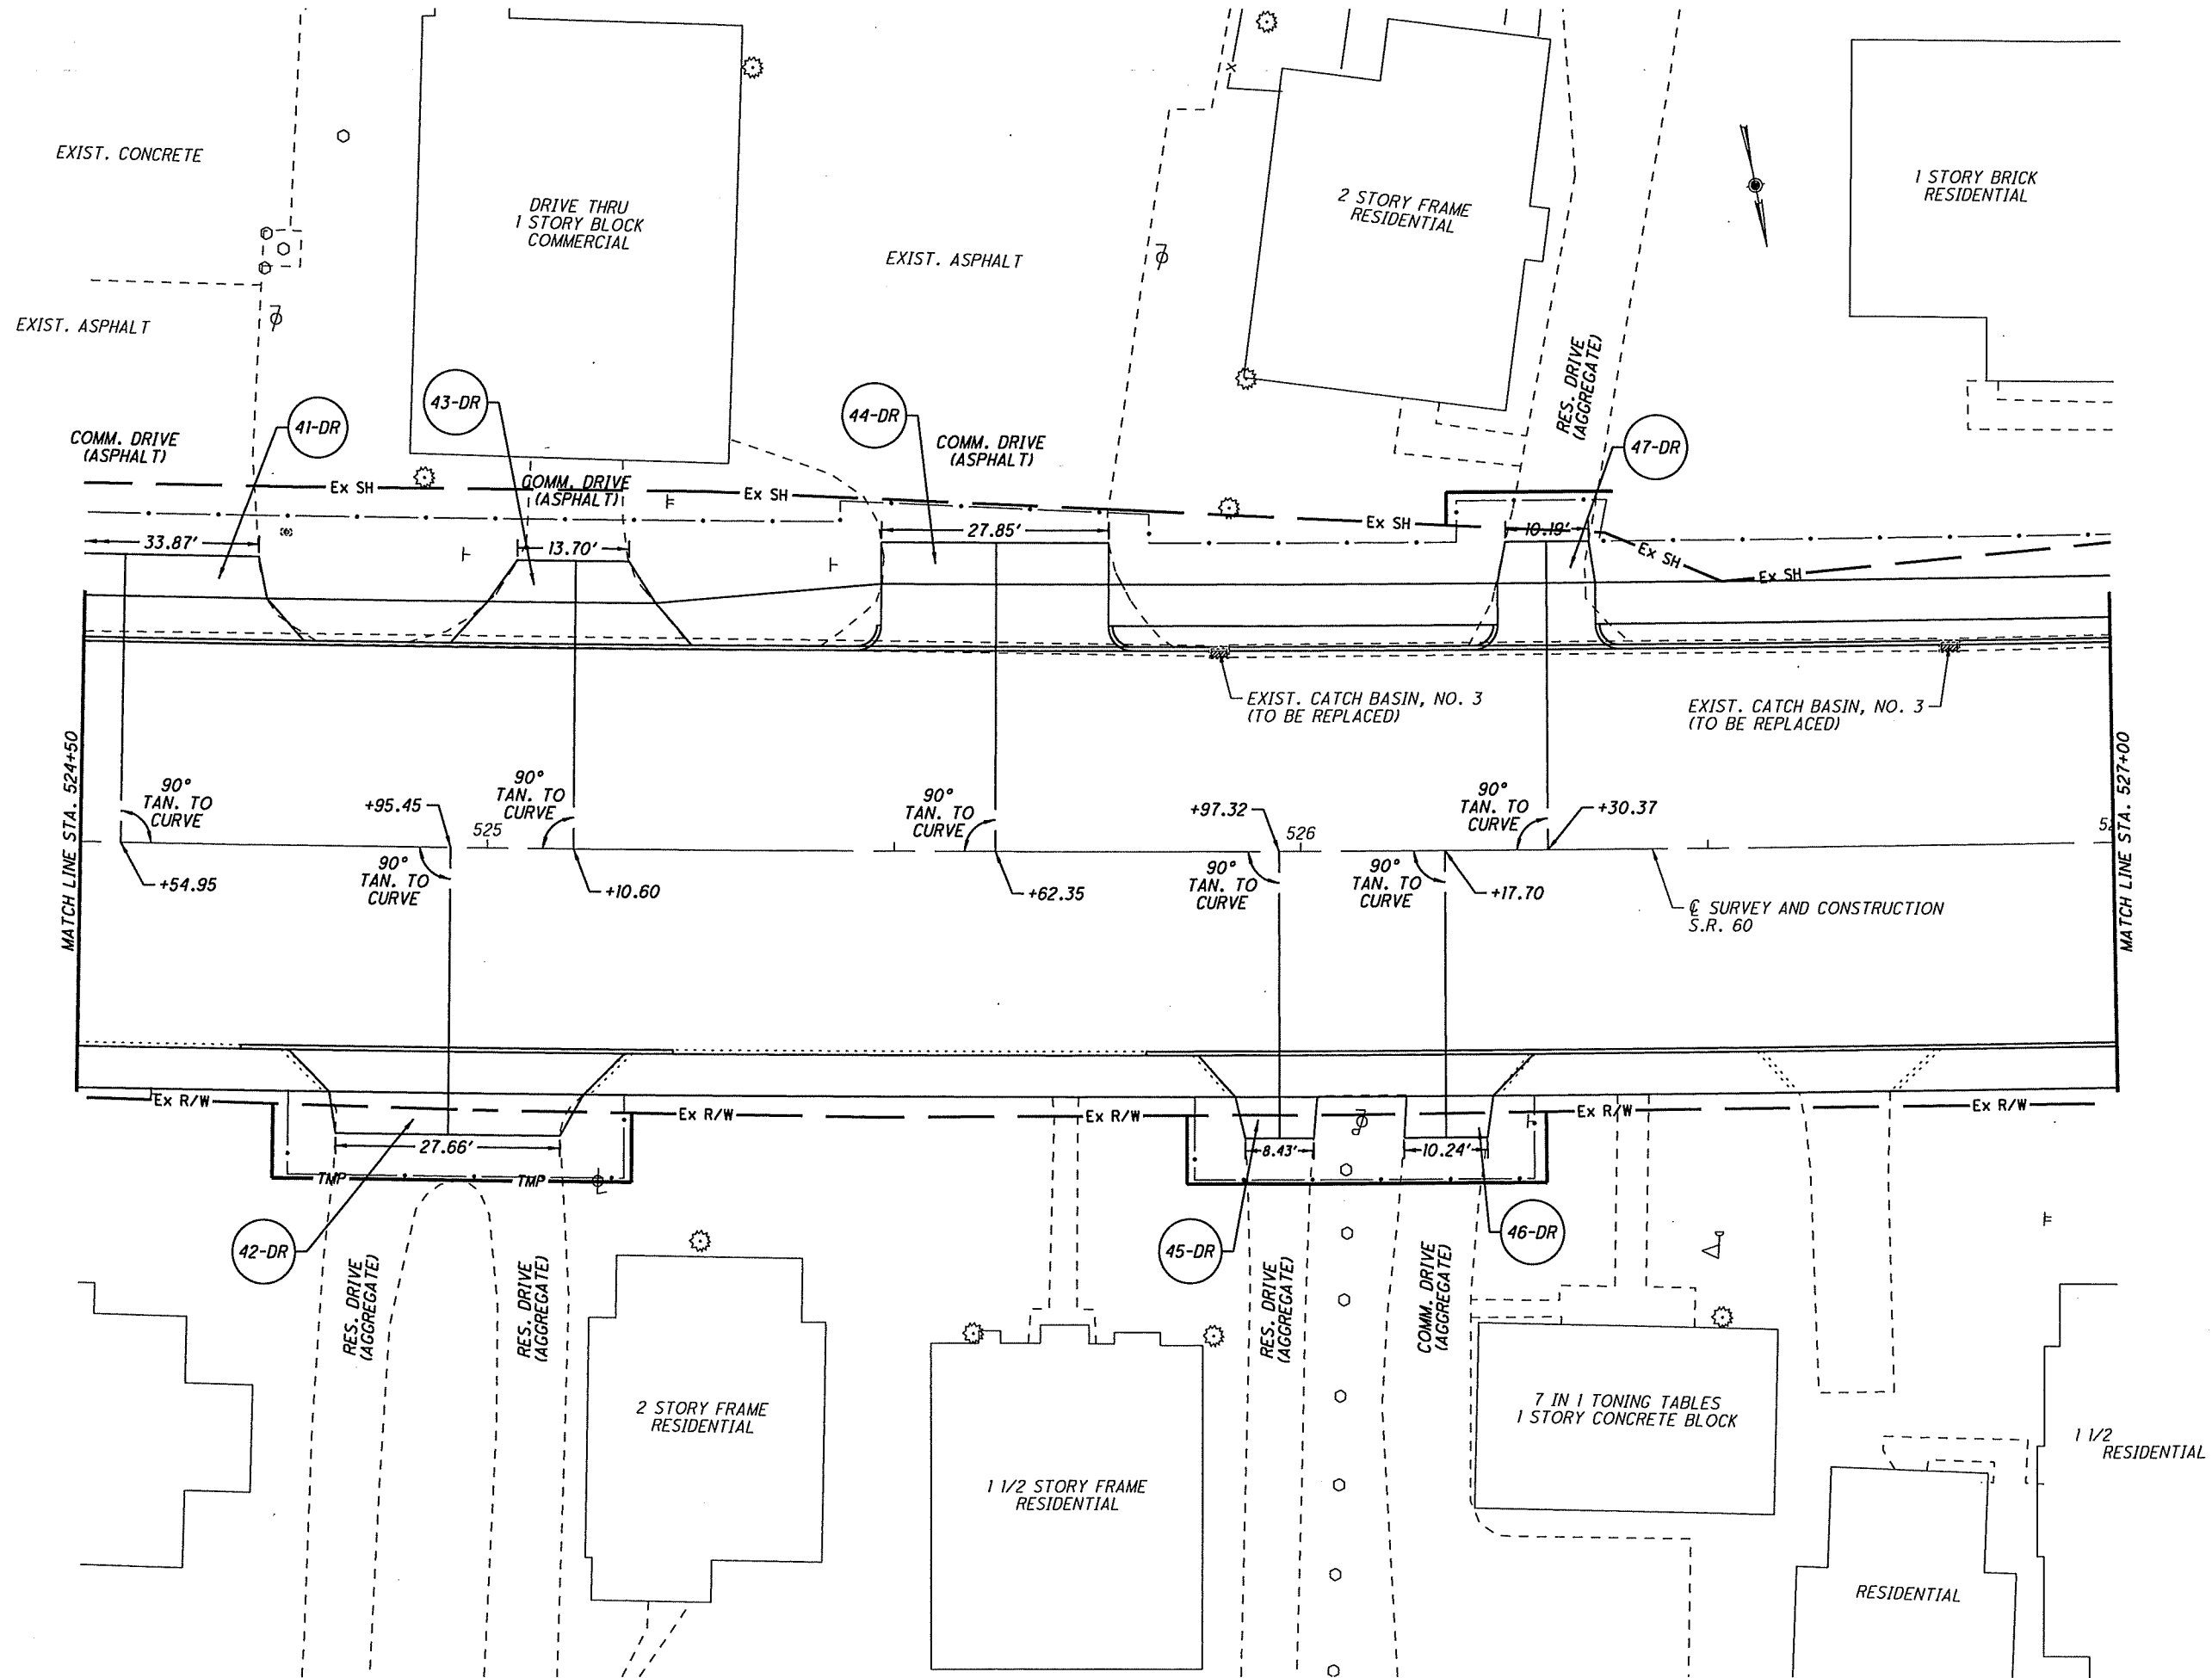 EXIST. CONCRETE
EXIST. ASPHALT
DRIVE THRU
1 STORY BLOCK
COMMERCIAL
EXIST. ASPHALT
2 STORY FRAME
RESIDENTIAL
1 STORY BRICK
RESIDENTIAL
RES. DRIVE
(AGGREGATE)
41-DR
43-DR
44-DR
47-DR
COMM. DRIVE
(ASPHALT)
COMM. DRIVE
(ASPHALT)
COMM. DRIVE
(ASPHALT)
Ex SH
Ex SH
Ex SH
Ex SH
Ex SH
33.87'
13.70'
27.85'
10.19'
EXIST. CATCH BASIN, NO. 3
(TO BE REPLACED)
EXIST. CATCH BASIN, NO. 3
(TO BE REPLACED)
MATCH LINE STA. 524+50
MATCH LINE STA. 527+00
90°
TAN. TO
CURVE
+54.95
+95.45
90°
TAN. TO
CURVE
525
90°
TAN. TO
CURVE
+10.60
90°
TAN. TO
CURVE
+62.35
+97.32
90°
TAN. TO
CURVE
526
90°
TAN. TO
CURVE
+17.70
90°
TAN. TO
CURVE
+30.37
52
℄ SURVEY AND CONSTRUCTION
S.R. 60
Ex R/W
Ex R/W
Ex R/W
Ex R/W
Ex R/W
27.66'
8.43'
10.24'
TMP
TMP
42-DR
45-DR
46-DR
RES. DRIVE
(AGGREGATE)
RES. DRIVE
(AGGREGATE)
RES. DRIVE
(AGGREGATE)
COMM. DRIVE
(AGGREGATE)
2 STORY FRAME
RESIDENTIAL
1 1/2 STORY FRAME
RESIDENTIAL
7 IN 1 TONING TABLES
1 STORY CONCRETE BLOCK
1 1/2
RESIDENTIAL
RESIDENTIAL